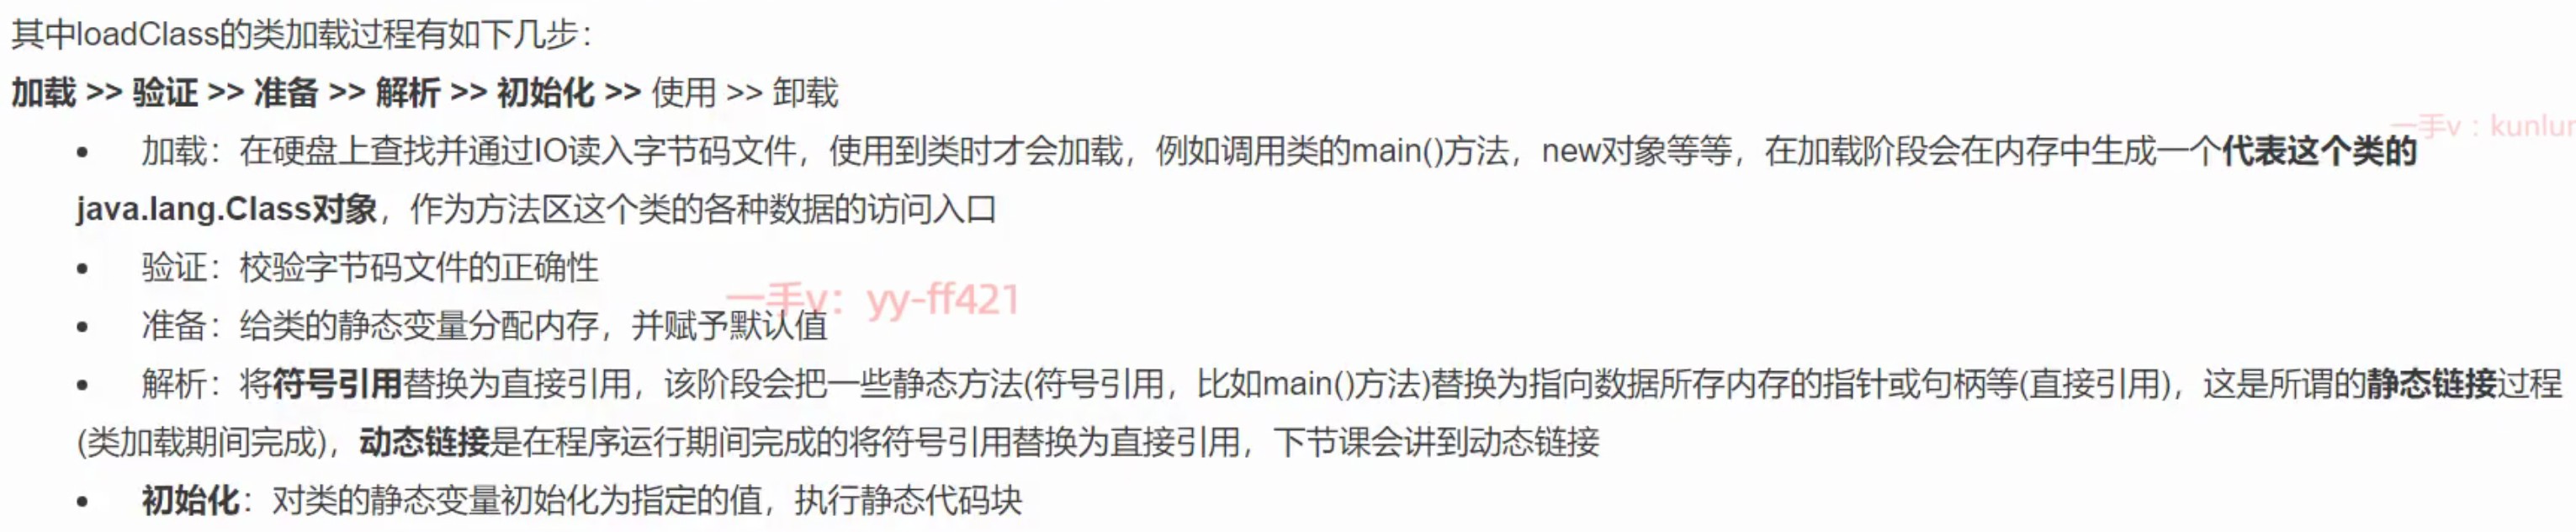 其中loadClass的类加载过程有如下几步：
加载 >> 验证 >> 准备 >> 解析 >> 初始化 >> 使用 >> 卸载
一手v：kunlun
• 加载：在硬盘上查找并通过IO读入字节码文件，使用到类时才会加载，例如调用类的main()方法，new对象等等，在加载阶段会在内存中生成一个代表这个类的
java.lang.Class对象，作为方法区这个类的各种数据的访问入口
• 验证：校验字节码文件的正确性
一手v：yy-ff421
• 准备：给类的静态变量分配内存，并赋予默认值
• 解析：将符号引用替换为直接引用，该阶段会把一些静态方法(符号引用，比如main()方法)替换为指向数据所存内存的指针或句柄等(直接引用)，这是所谓的静态链接过程
(类加载期间完成)，动态链接是在程序运行期间完成的将符号引用替换为直接引用，下节课会讲到动态链接
• 初始化：对类的静态变量初始化为指定的值，执行静态代码块